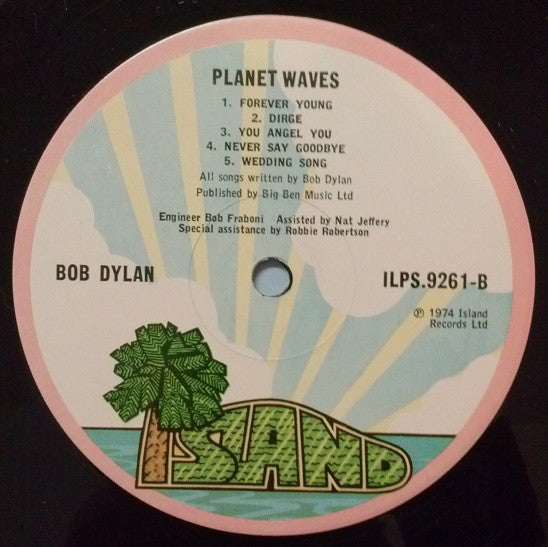 PLANET WAVES
1. FOREVER YOUNG
2. DIRGE
3. YOU ANGEL YOU
4. NEVER SAY GOODBYE
5. WEDDING SONG
All songs written by Bob Dylan
Published by Big Ben Music Ltd
Engineer Bob Fraboni Assisted by Nat Jeffery
Special assistance by Robbie Robertson
BOB DYLAN
ILPS.9261-B
℗ 1974 Island
Records Ltd
ISLAND